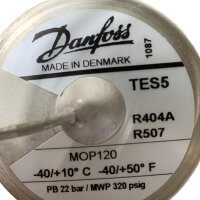 Danfoss
MADE IN DENMARK
1087
TES5
R404A
R507
MOP120
-40/+10° C -40/+50° F
PB 22 bar / MWP 320 psig